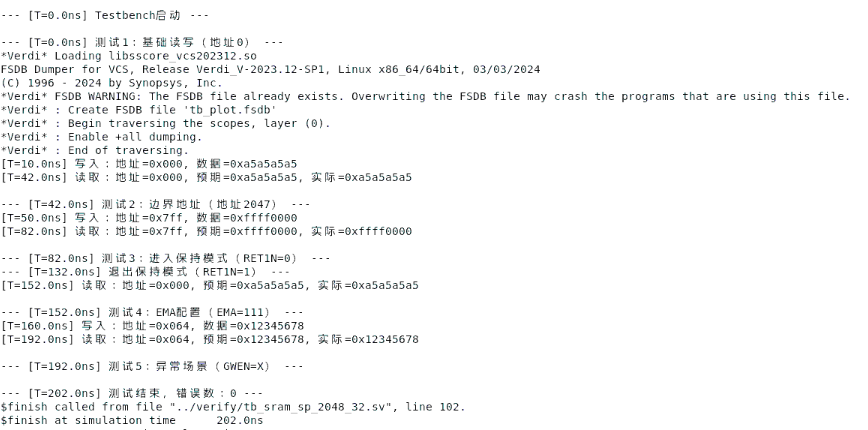 --- [T=0.0ns] Testbench启动 ---
--- [T=0.0ns] 测试1：基础读写（地址0） ---
*Verdi* Loading libsscore_vcs202312.so
FSDB Dumper for VCS, Release Verdi_V-2023.12-SP1, Linux x86_64/64bit, 03/03/2024
(C) 1996 - 2024 by Synopsys, Inc.
*Verdi* FSDB WARNING: The FSDB file already exists. Overwriting the FSDB file may crash the programs that are using this file.
*Verdi* : Create FSDB file 'tb_plot.fsdb'
*Verdi* : Begin traversing the scopes, layer (0).
*Verdi* : Enable +all dumping.
*Verdi* : End of traversing.
[T=10.0ns] 写入：地址=0x000, 数据=0xa5a5a5a5
[T=42.0ns] 读取：地址=0x000, 预期=0xa5a5a5a5, 实际=0xa5a5a5a5
--- [T=42.0ns] 测试2：边界地址（地址2047） ---
[T=50.0ns] 写入：地址=0x7ff, 数据=0xffff0000
[T=82.0ns] 读取：地址=0x7ff, 预期=0xffff0000, 实际=0xffff0000
--- [T=82.0ns] 测试3：进入保持模式（RET1N=0） ---
--- [T=132.0ns] 退出保持模式（RET1N=1） ---
[T=152.0ns] 读取：地址=0x000, 预期=0xa5a5a5a5, 实际=0xa5a5a5a5
--- [T=152.0ns] 测试4：EMA配置（EMA=111） ---
[T=160.0ns] 写入：地址=0x064, 数据=0x12345678
[T=192.0ns] 读取：地址=0x064, 预期=0x12345678, 实际=0x12345678
--- [T=192.0ns] 测试5：异常场景（GWEN=X） ---
--- [T=202.0ns] 测试结束, 错误数：0 ---
$finish called from file "../verify/tb_sram_sp_2048_32.sv", line 102.
$finish at simulation time 202.0ns